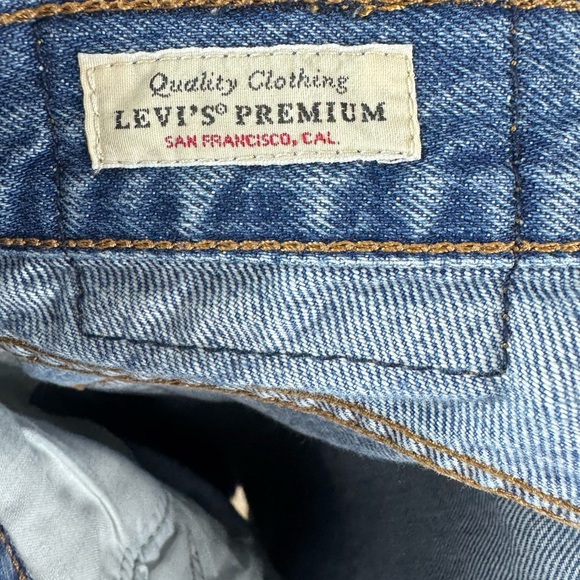 Quality Clothing
LEVI'S® PREMIUM
SAN FRANCISCO, CAL.